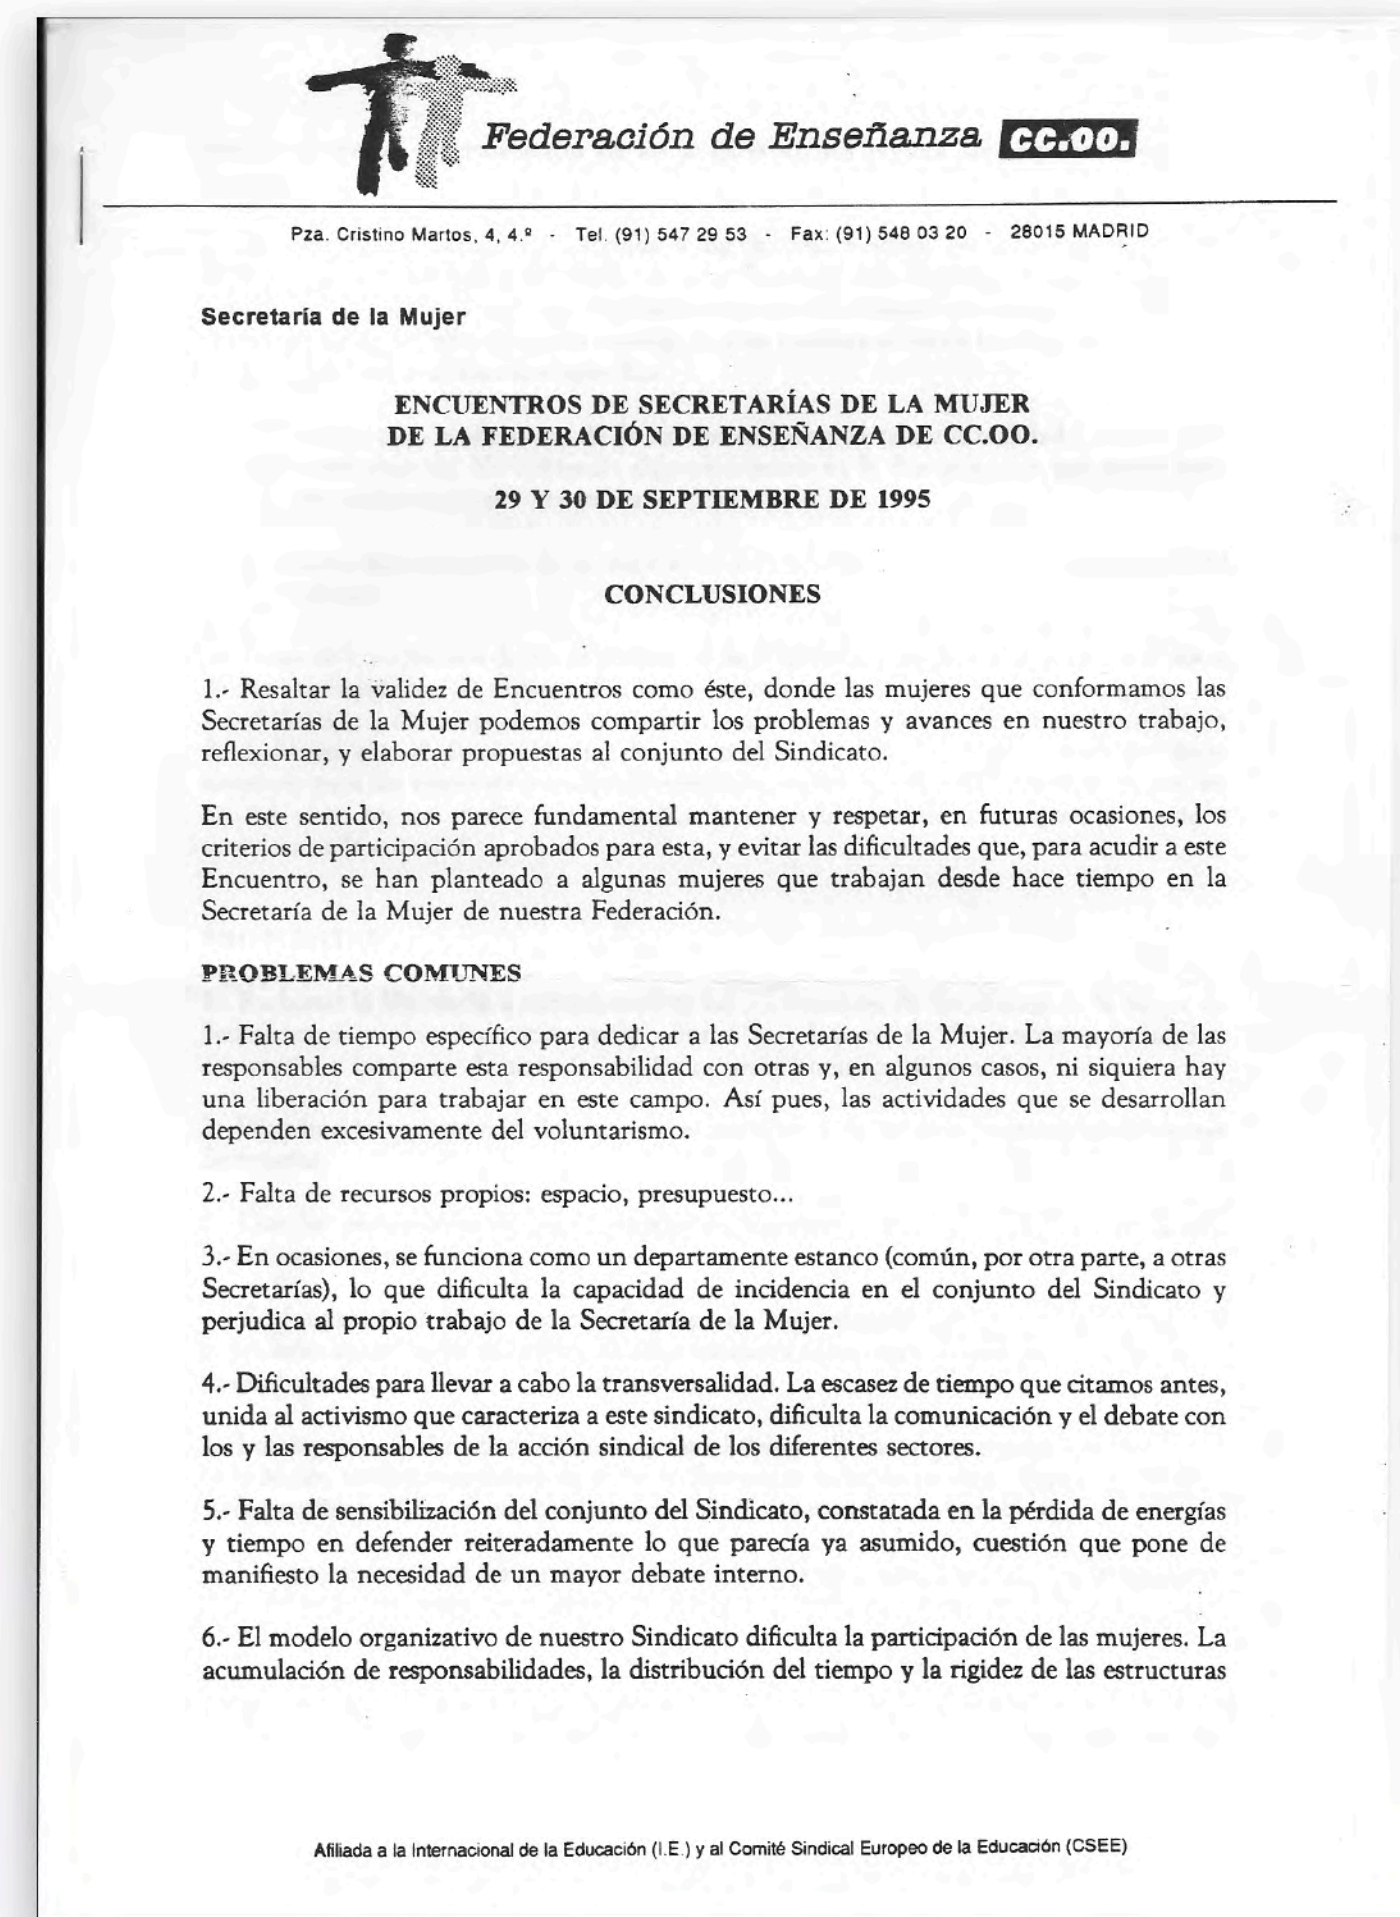 Federación de Enseñanza CC.OO.
Pza. Cristino Martos, 4, 4.º - Tel. (91) 547 29 53 - Fax: (91) 548 03 20 - 28015 MADRID
Secretaría de la Mujer
ENCUENTROS DE SECRETARÍAS DE LA MUJER
DE LA FEDERACIÓN DE ENSEÑANZA DE CC.OO.
29 Y 30 DE SEPTIEMBRE DE 1995
CONCLUSIONES
1.- Resaltar la validez de Encuentros como éste, donde las mujeres que conformamos las
Secretarías de la Mujer podemos compartir los problemas y avances en nuestro trabajo,
reflexionar, y elaborar propuestas al conjunto del Sindicato.
En este sentido, nos parece fundamental mantener y respetar, en futuras ocasiones, los
criterios de participación aprobados para esta, y evitar las dificultades que, para acudir a este
Encuentro, se han planteado a algunas mujeres que trabajan desde hace tiempo en la
Secretaría de la Mujer de nuestra Federación.
PROBLEMAS COMUNES
1.- Falta de tiempo específico para dedicar a las Secretarías de la Mujer. La mayoría de las
responsables comparte esta responsabilidad con otras y, en algunos casos, ni siquiera hay
una liberación para trabajar en este campo. Así pues, las actividades que se desarrollan
dependen excesivamente del voluntarismo.
2.- Falta de recursos propios: espacio, presupuesto...
3.- En ocasiones, se funciona como un departamente estanco (común, por otra parte, a otras
Secretarías), lo que dificulta la capacidad de incidencia en el conjunto del Sindicato y
perjudica al propio trabajo de la Secretaría de la Mujer.
4.- Dificultades para llevar a cabo la transversalidad. La escasez de tiempo que citamos antes,
unida al activismo que caracteriza a este sindicato, dificulta la comunicación y el debate con
los y las responsables de la acción sindical de los diferentes sectores.
5.- Falta de sensibilización del conjunto del Sindicato, constatada en la pérdida de energías
y tiempo en defender reiteradamente lo que parecía ya asumido, cuestión que pone de
manifiesto la necesidad de un mayor debate interno.
6.- El modelo organizativo de nuestro Sindicato dificulta la participación de las mujeres. La
acumulación de responsabilidades, la distribución del tiempo y la rigidez de las estructuras
Afiliada a la Internacional de la Educación (I.E.) y al Comité Sindical Europeo de la Educación (CSEE)